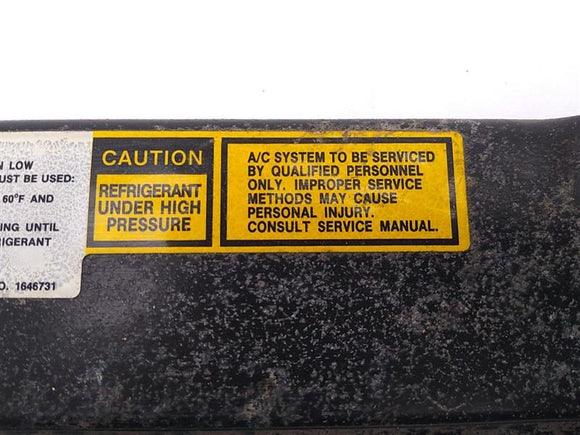 N LOW
UST BE USED:
60°F AND
ING UNTIL
RIGERANT
O. 1646731
CAUTION
REFRIGERANT
UNDER HIGH
PRESSURE
A/C SYSTEM TO BE SERVICED
BY QUALIFIED PERSONNEL
ONLY. IMPROPER SERVICE
METHODS MAY CAUSE
PERSONAL INJURY.
CONSULT SERVICE MANUAL.